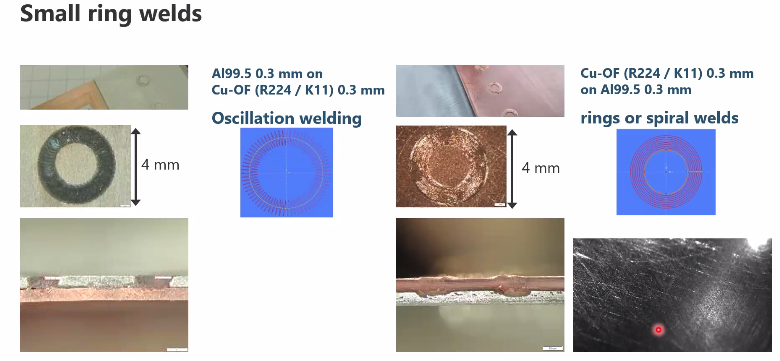 Small ring welds
Al99.5 0.3 mm on
Cu-OF (R224 / K11) 0.3 mm
Oscillation welding
4 mm
Cu-OF (R224 / K11) 0.3 mm
on Al99.5 0.3 mm
rings or spiral welds
4 mm